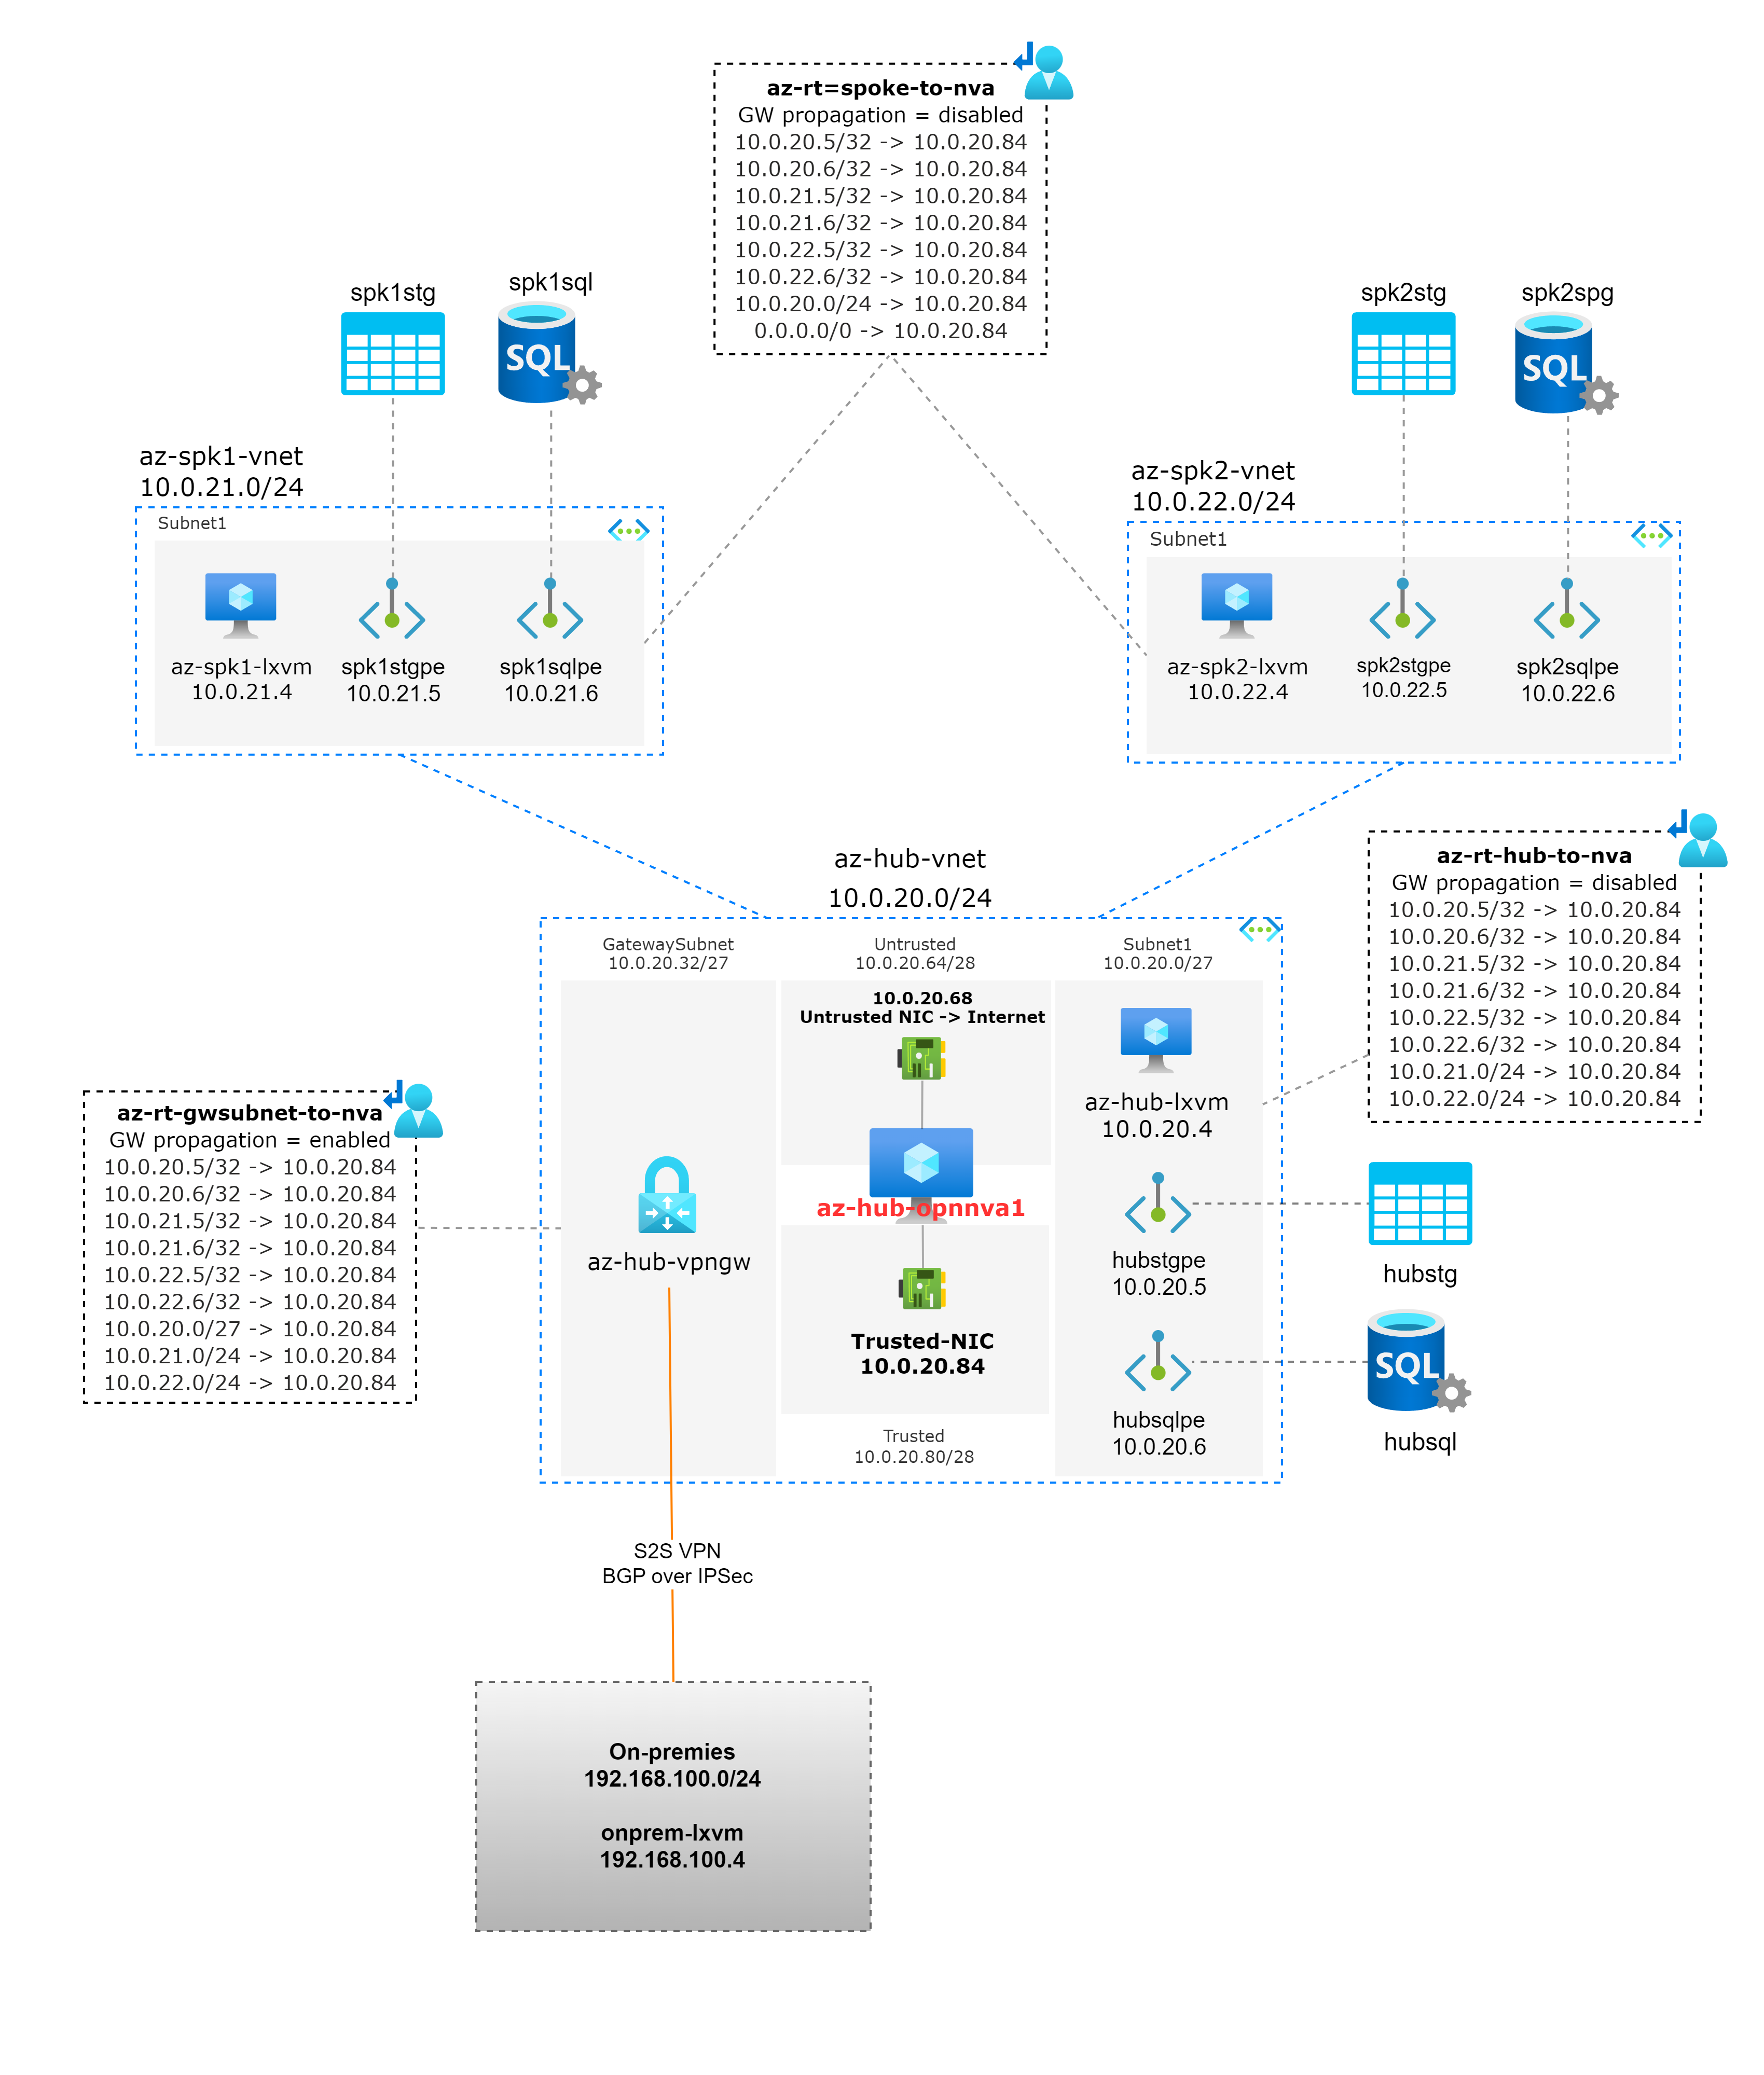 az-rt=spoke-to-nva
GW propagation = disabled
10.0.20.5/32 -> 10.0.20.84
10.0.20.6/32 -> 10.0.20.84
10.0.21.5/32 -> 10.0.20.84
10.0.21.6/32 -> 10.0.20.84
10.0.22.5/32 -> 10.0.20.84
10.0.22.6/32 -> 10.0.20.84
10.0.20.0/24 -> 10.0.20.84
0.0.0.0/0 -> 10.0.20.84
spk1stg
spk1sql
SQL
spk2stg
spk2spg
SQL
az-spk1-vnet
10.0.21.0/24
Subnet1
az-spk1-lxvm
10.0.21.4
spk1stgpe
10.0.21.5
spk1sqlpe
10.0.21.6
az-spk2-vnet
10.0.22.0/24
Subnet1
az-spk2-lxvm
10.0.22.4
spk2stgpe
10.0.22.5
spk2sqlpe
10.0.22.6
az-hub-vnet
10.0.20.0/24
GatewaySubnet
10.0.20.32/27
Untrusted
10.0.20.64/28
Subnet1
10.0.20.0/27
10.0.20.68
Untrusted NIC -> Internet
az-hub-opnnva1
Trusted-NIC
10.0.20.84
Trusted
10.0.20.80/28
az-hub-vpngw
az-hub-lxvm
10.0.20.4
hubstgpe
10.0.20.5
hubsqlpe
10.0.20.6
az-rt-hub-to-nva
GW propagation = disabled
10.0.20.5/32 -> 10.0.20.84
10.0.20.6/32 -> 10.0.20.84
10.0.21.5/32 -> 10.0.20.84
10.0.21.6/32 -> 10.0.20.84
10.0.22.5/32 -> 10.0.20.84
10.0.22.6/32 -> 10.0.20.84
10.0.21.0/24 -> 10.0.20.84
10.0.22.0/24 -> 10.0.20.84
hubstg
SQL
hubsql
az-rt-gwsubnet-to-nva
GW propagation = enabled
10.0.20.5/32 -> 10.0.20.84
10.0.20.6/32 -> 10.0.20.84
10.0.21.5/32 -> 10.0.20.84
10.0.21.6/32 -> 10.0.20.84
10.0.22.5/32 -> 10.0.20.84
10.0.22.6/32 -> 10.0.20.84
10.0.20.0/27 -> 10.0.20.84
10.0.21.0/24 -> 10.0.20.84
10.0.22.0/24 -> 10.0.20.84
S2S VPN
BGP over IPSec
On-premies
192.168.100.0/24
onprem-lxvm
192.168.100.4